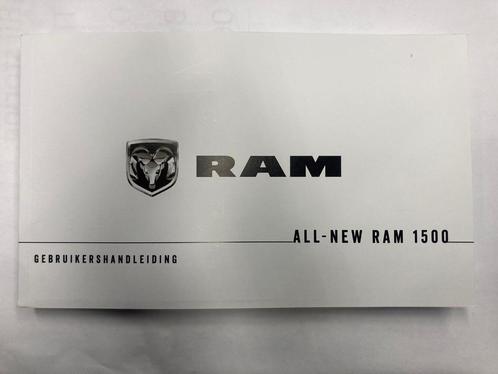 RAM
ALL-NEW RAM 1500
GEBRUIKERSHANDLEIDING